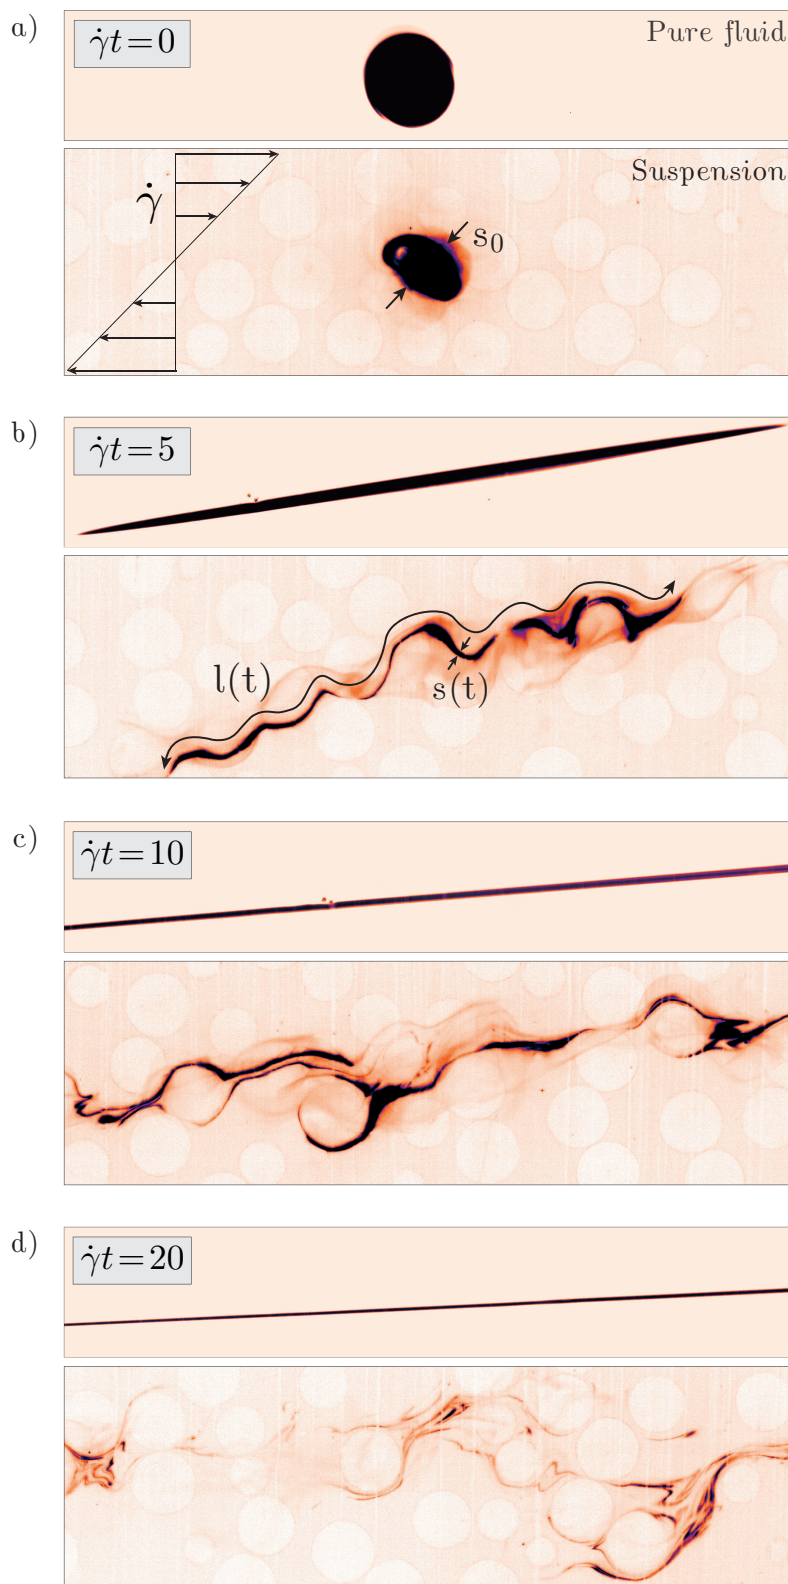 a)
γ̇t=0
Pure fluid
γ̇
Suspension
s₀
b)
γ̇t=5
l(t)
s(t)
c)
γ̇t=10
d)
γ̇t=20